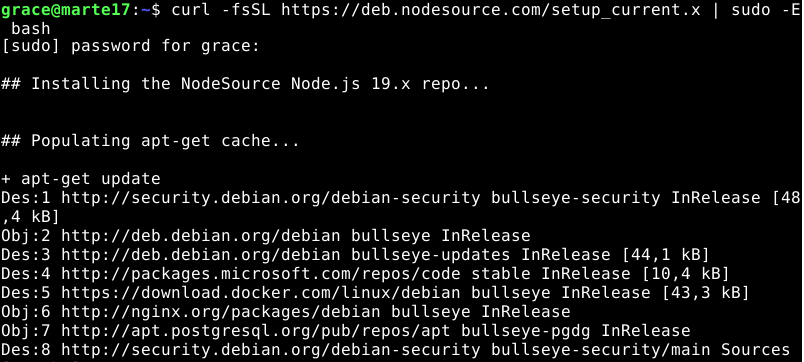 grace@marte17:~$ curl -fsSL https://deb.nodesource.com/setup_current.x | sudo -E
 bash
[sudo] password for grace:
## Installing the NodeSource Node.js 19.x repo...
## Populating apt-get cache...
+ apt-get update
Des:1 http://security.debian.org/debian-security bullseye-security InRelease [48
,4 kB]
Obj:2 http://deb.debian.org/debian bullseye InRelease
Des:3 http://deb.debian.org/debian bullseye-updates InRelease [44,1 kB]
Des:4 http://packages.microsoft.com/repos/code stable InRelease [10,4 kB]
Des:5 https://download.docker.com/linux/debian bullseye InRelease [43,3 kB]
Obj:6 http://nginx.org/packages/debian bullseye InRelease
Obj:7 http://apt.postgresql.org/pub/repos/apt bullseye-pgdg InRelease
Des:8 http://security.debian.org/debian-security bullseye-security/main Sources